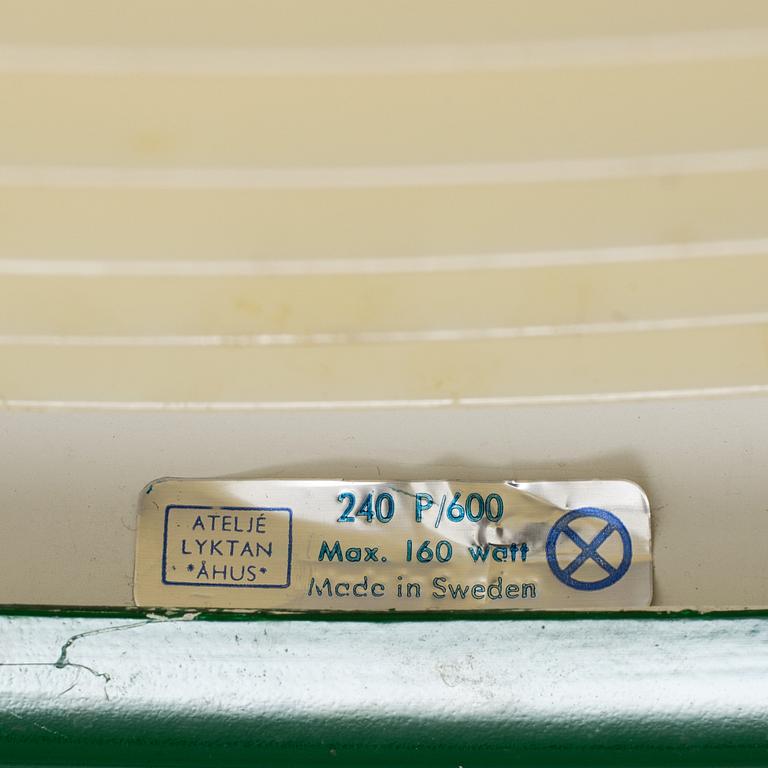 ATELJÉ
LYKTAN
*ÅHUS*
240 P/600
Max. 160 watt
Made in Sweden